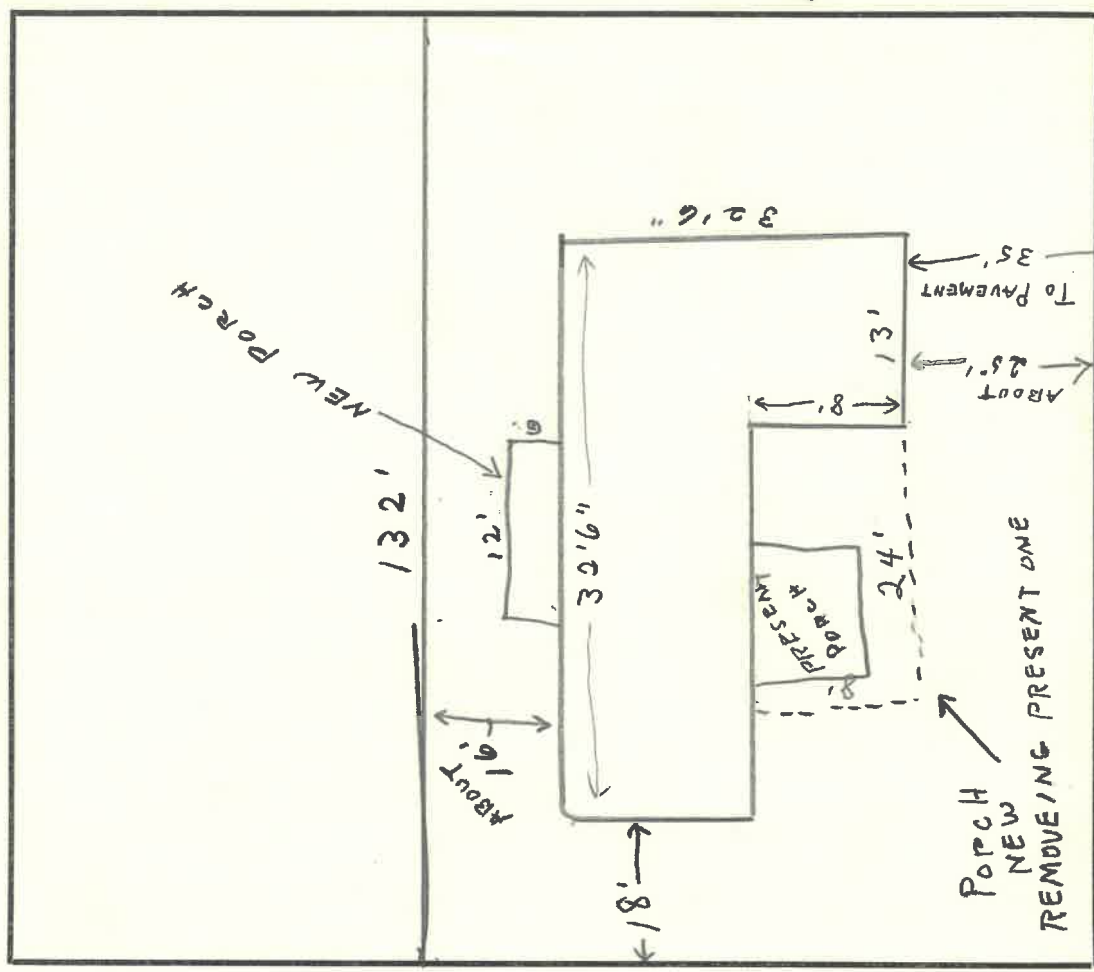 NEW PORCH
132'
12'
6
32'6"
32'6"
ABOUT
16'
18'
PRESENT
PORCH
8'
24'
8'
13'
35'
TO PAVEMENT
ABOUT
25'
PORCH
NEW
REMOVEING PRESENT ONE